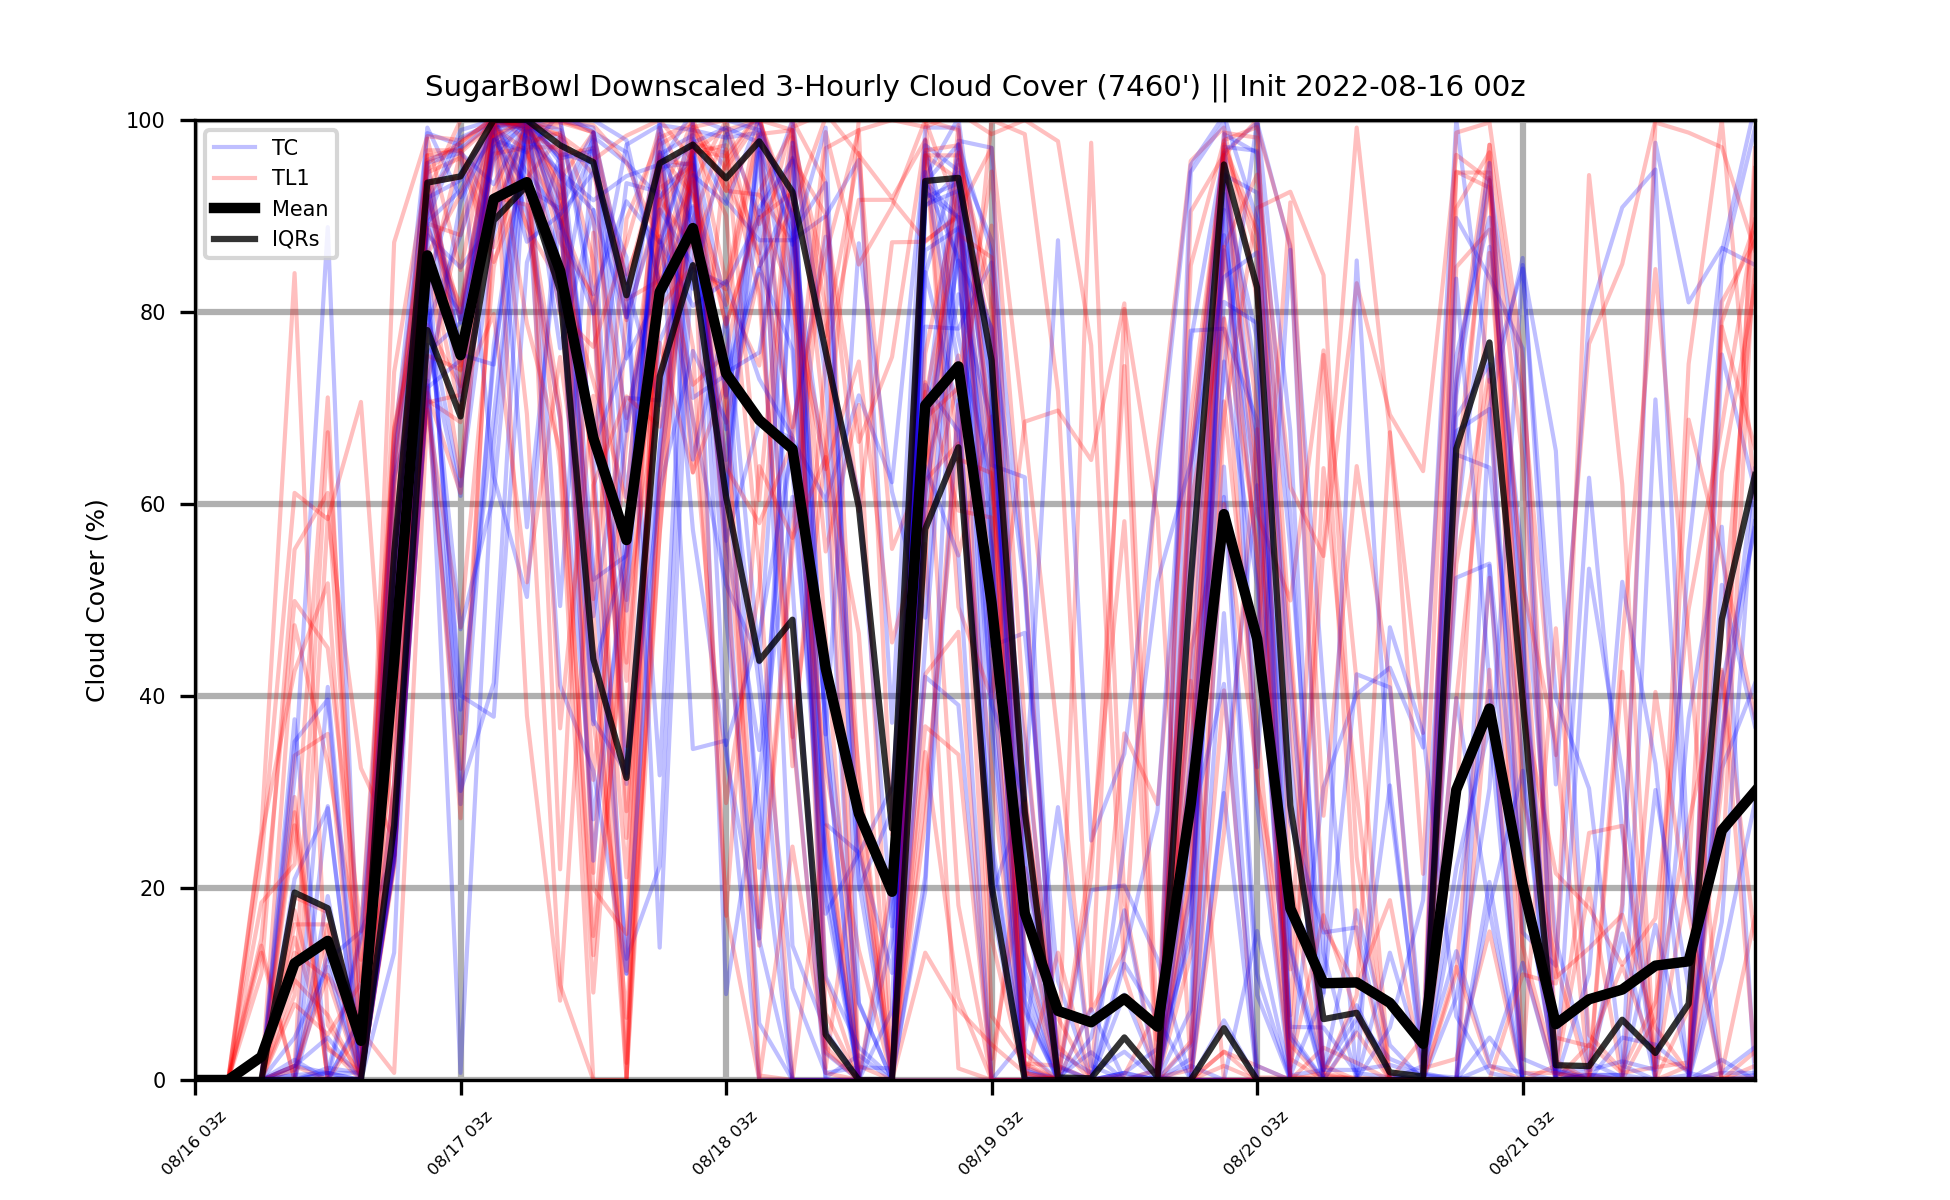 SugarBowl Downscaled 3-Hourly Cloud Cover (7460') || Init 2022-08-16 00z
TC
TL1
Mean
IQRs
Cloud Cover (%)
100
80
60
40
20
0
08/16 03z
08/17 03z
08/18 03z
08/19 03z
08/20 03z
08/21 03z